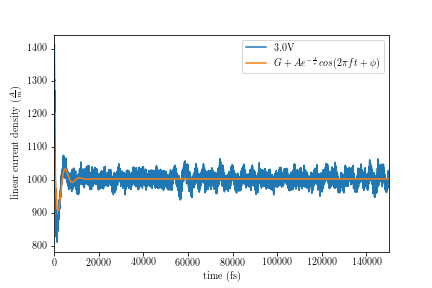 1400
1300
1200
1100
1000
900
800
linear current density (A/m)
0 20000 40000 60000 80000 100000 120000 140000
time (fs)
3.0V
G + Ae^{-t/τ} cos(2πft + ϕ)